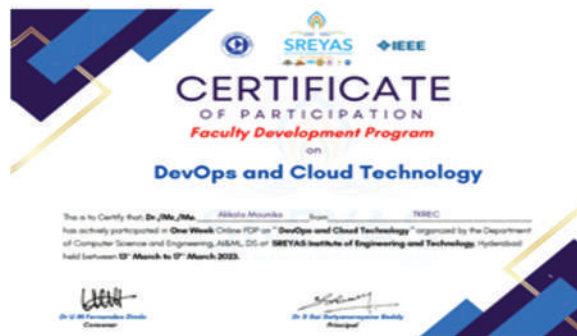 SREYAS
IEEE
CERTIFICATE
OF PARTICIPATION
Faculty Development Program
on
DevOps and Cloud Technology
This is to Certify that Dr./Mr./Ms. Akkala Mounika from TKREC
has actively participated in One Week Online FDP on "DevOps and Cloud Technology" organized by the Department
of Computer Science and Engineering, AI&ML, DS at SREYAS Institute of Engineering and Technology, Hyderabad
held between 13th March to 17th March 2023.
Convener
Principal